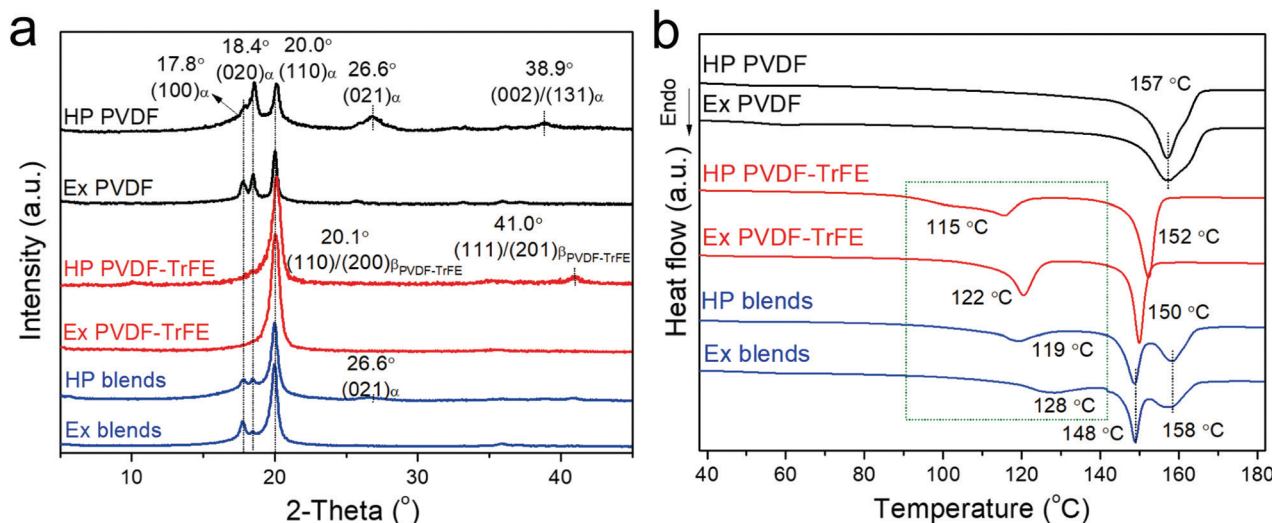 a
17.8°
(100)α
18.4°
(020)α
20.0°
(110)α
26.6°
(021)α
38.9°
(002)/(131)α
HP PVDF
Ex PVDF
HP PVDF-TrFE
20.1°
(110)/(200)βPVDF-TrFE
41.0°
(111)/(201)βPVDF-TrFE
Ex PVDF-TrFE
HP blends
26.6°
(021)α
Ex blends
Intensity (a.u.)
10 20 30 40
2-Theta (°)
b
HP PVDF
Ex PVDF
157 °C
Endo
HP PVDF-TrFE
115 °C
152 °C
Ex PVDF-TrFE
122 °C
150 °C
HP blends
119 °C
Ex blends
128 °C
148 °C
158 °C
Heat flow (a.u.)
40 60 80 100 120 140 160 180
Temperature (°C)